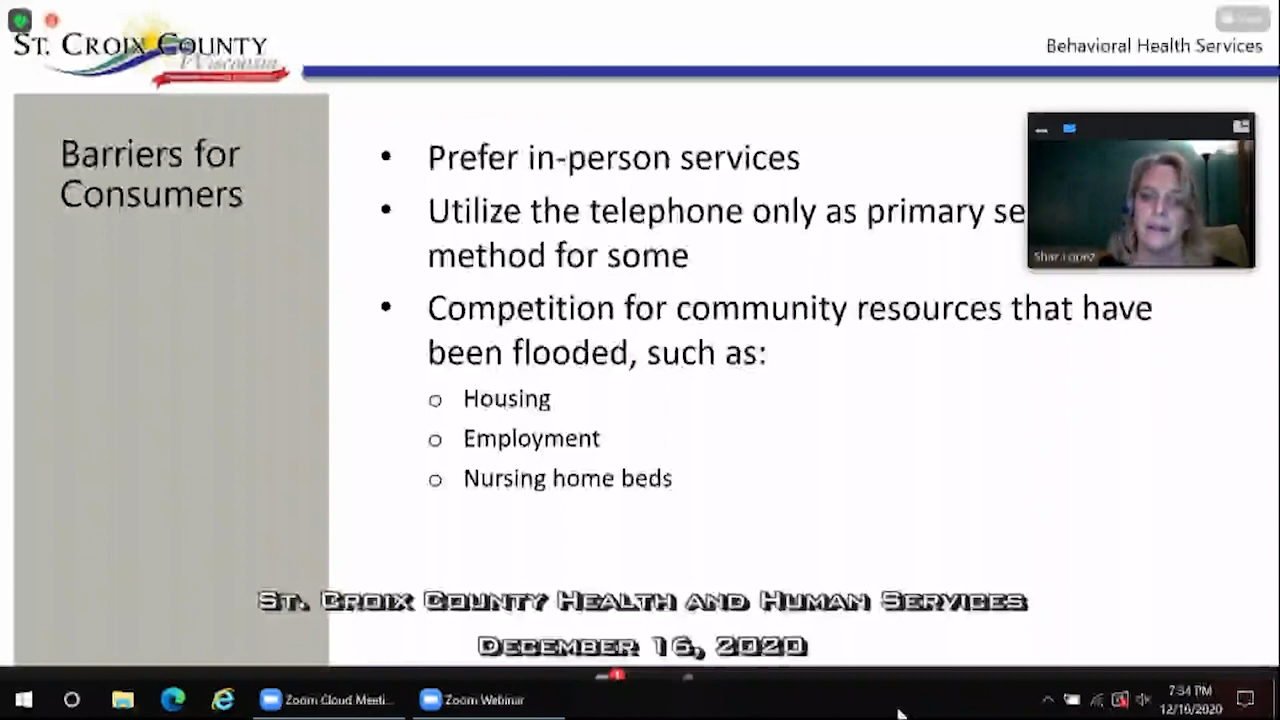 ST. CROIX COUNTY
Wisconsin
Behavioral Health Services
Barriers for
Consumers
• Prefer in-person services
• Utilize the telephone only as primary se
method for some
• Competition for community resources that have
been flooded, such as:
o Housing
o Employment
o Nursing home beds
Lopez
ST. CROIX COUNTY HEALTH AND HUMAN SERVICES
DECEMBER 16, 2020
Zoom Cloud Meeti...
Zoom Webinar
7:34 PM
12/16/2020